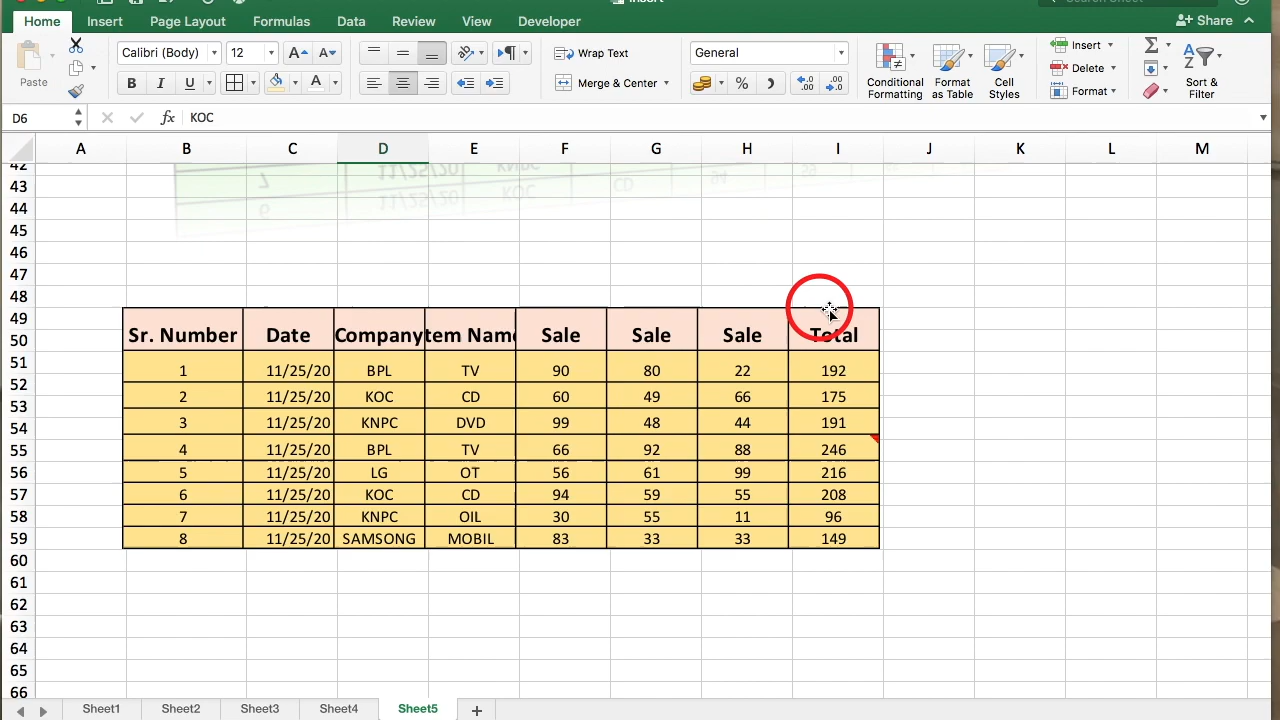 Insert
Search Sheet
Home Insert Page Layout Formulas Data Review View Developer Share
Paste Calibri (Body) 12 A A Wrap Text General Insert
B I U A Merge & Center % Conditional Formatting Format as Table Cell Styles Delete Sort & Filter
Format
D6 fx KOC
A B C D E F G H I J K L M
42
43
44
45
46
47
48
49
50
51
52
53
54
55
56
57
58
59
60
61
62
63
64
65
66
Sr. Number Date Company tem Name Sale Sale Sale Total
1 11/25/20 BPL TV 90 80 22 192
2 11/25/20 KOC CD 60 49 66 175
3 11/25/20 KNPC DVD 99 48 44 191
4 11/25/20 BPL TV 66 92 88 246
5 11/25/20 LG OT 56 61 99 216
6 11/25/20 KOC CD 94 59 55 208
7 11/25/20 KNPC OIL 30 55 11 96
8 11/25/20 SAMSONG MOBIL 83 33 33 149
Sheet1 Sheet2 Sheet3 Sheet4 Sheet5